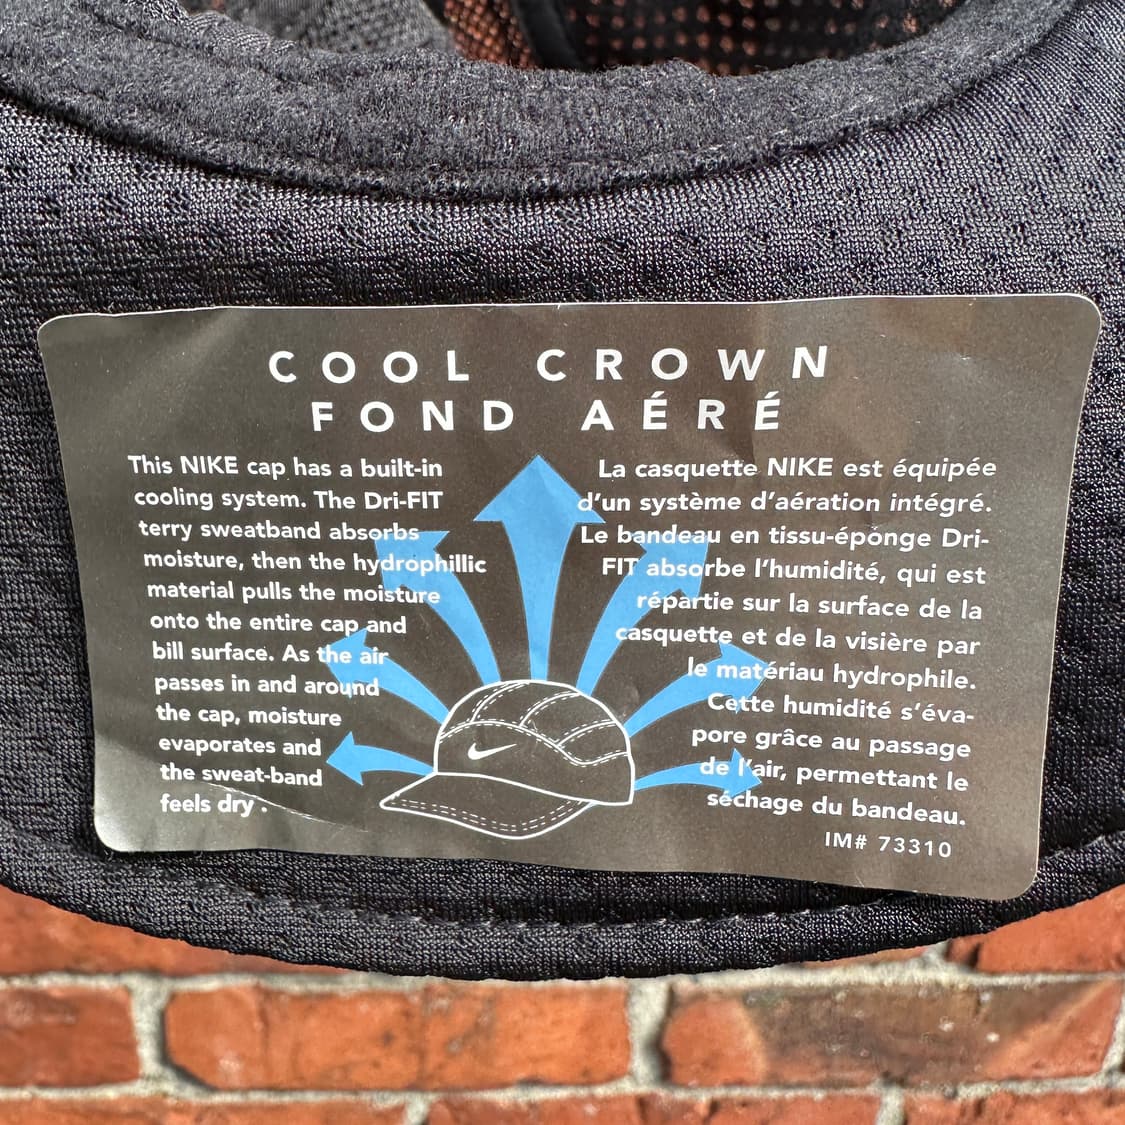 COOL CROWN
FOND AÉRÉ
This NIKE cap has a built-in
cooling system. The Dri-FIT
terry sweatband absorbs
moisture, then the hydrophillic
material pulls the moisture
onto the entire cap and
bill surface. As the air
passes in and around
the cap, moisture
evaporates and
the sweat-band
feels dry .
La casquette NIKE est équipée
d'un système d'aération intégré.
Le bandeau en tissu-éponge Dri-
FIT absorbe l'humidité, qui est
répartie sur la surface de la
casquette et de la visière par
le matériau hydrophile.
Cette humidité s'éva-
pore grâce au passage
de l'air, permettant le
séchage du bandeau.
IM# 73310